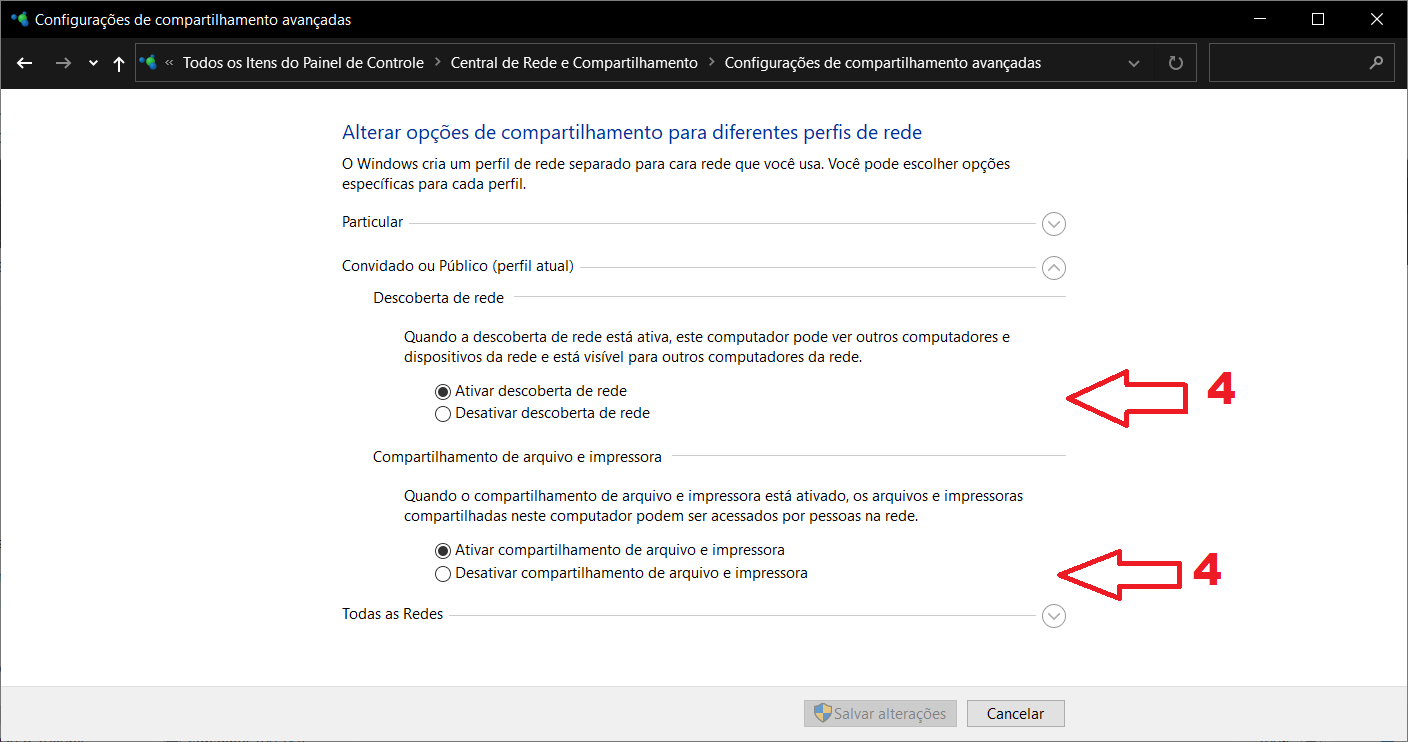 Configurações de compartilhamento avançadas
« Todos os Itens do Painel de Controle > Central de Rede e Compartilhamento > Configurações de compartilhamento avançadas
Alterar opções de compartilhamento para diferentes perfis de rede
O Windows cria um perfil de rede separado para cara rede que você usa. Você pode escolher opções
específicas para cada perfil.
Particular
Convidado ou Público (perfil atual)
Descoberta de rede
Quando a descoberta de rede está ativa, este computador pode ver outros computadores e
dispositivos da rede e está visível para outros computadores da rede.
Ativar descoberta de rede
4
Desativar descoberta de rede
Compartilhamento de arquivo e impressora
Quando o compartilhamento de arquivo e impressora está ativado, os arquivos e impressoras
compartilhadas neste computador podem ser acessados por pessoas na rede.
Ativar compartilhamento de arquivo e impressora
Desativar compartilhamento de arquivo e impressora
4
Todas as Redes
Salvar alterações
Cancelar